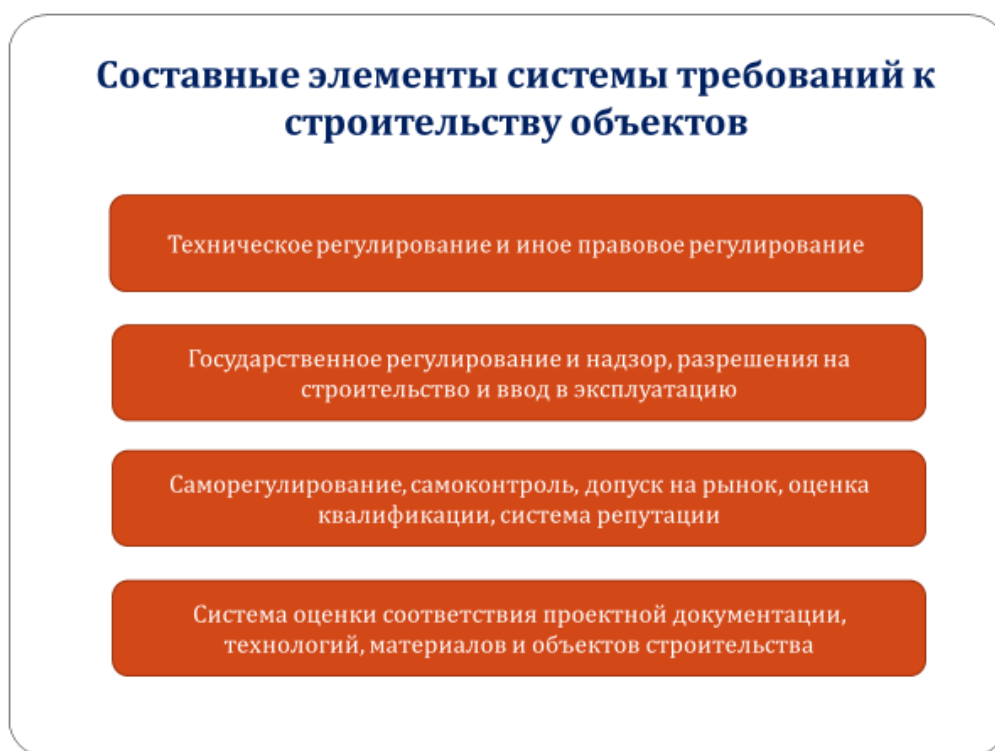 Составные элементы системы требований к
строительству объектов
Техническое регулирование и иное правовое регулирование
Государственное регулирование и надзор, разрешения на
строительство и ввод в эксплуатацию
Саморегулирование, самоконтроль, допуск на рынок, оценка
квалификации, система репутации
Система оценки соответствия проектной документации,
технологий, материалов и объектов строительства